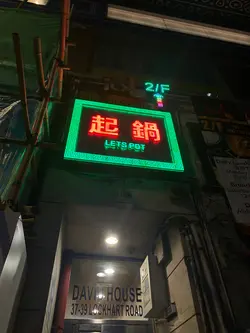 2/F
起鍋
LETS POT
DAVID HOUSE
37-39 LOCKHART ROAD